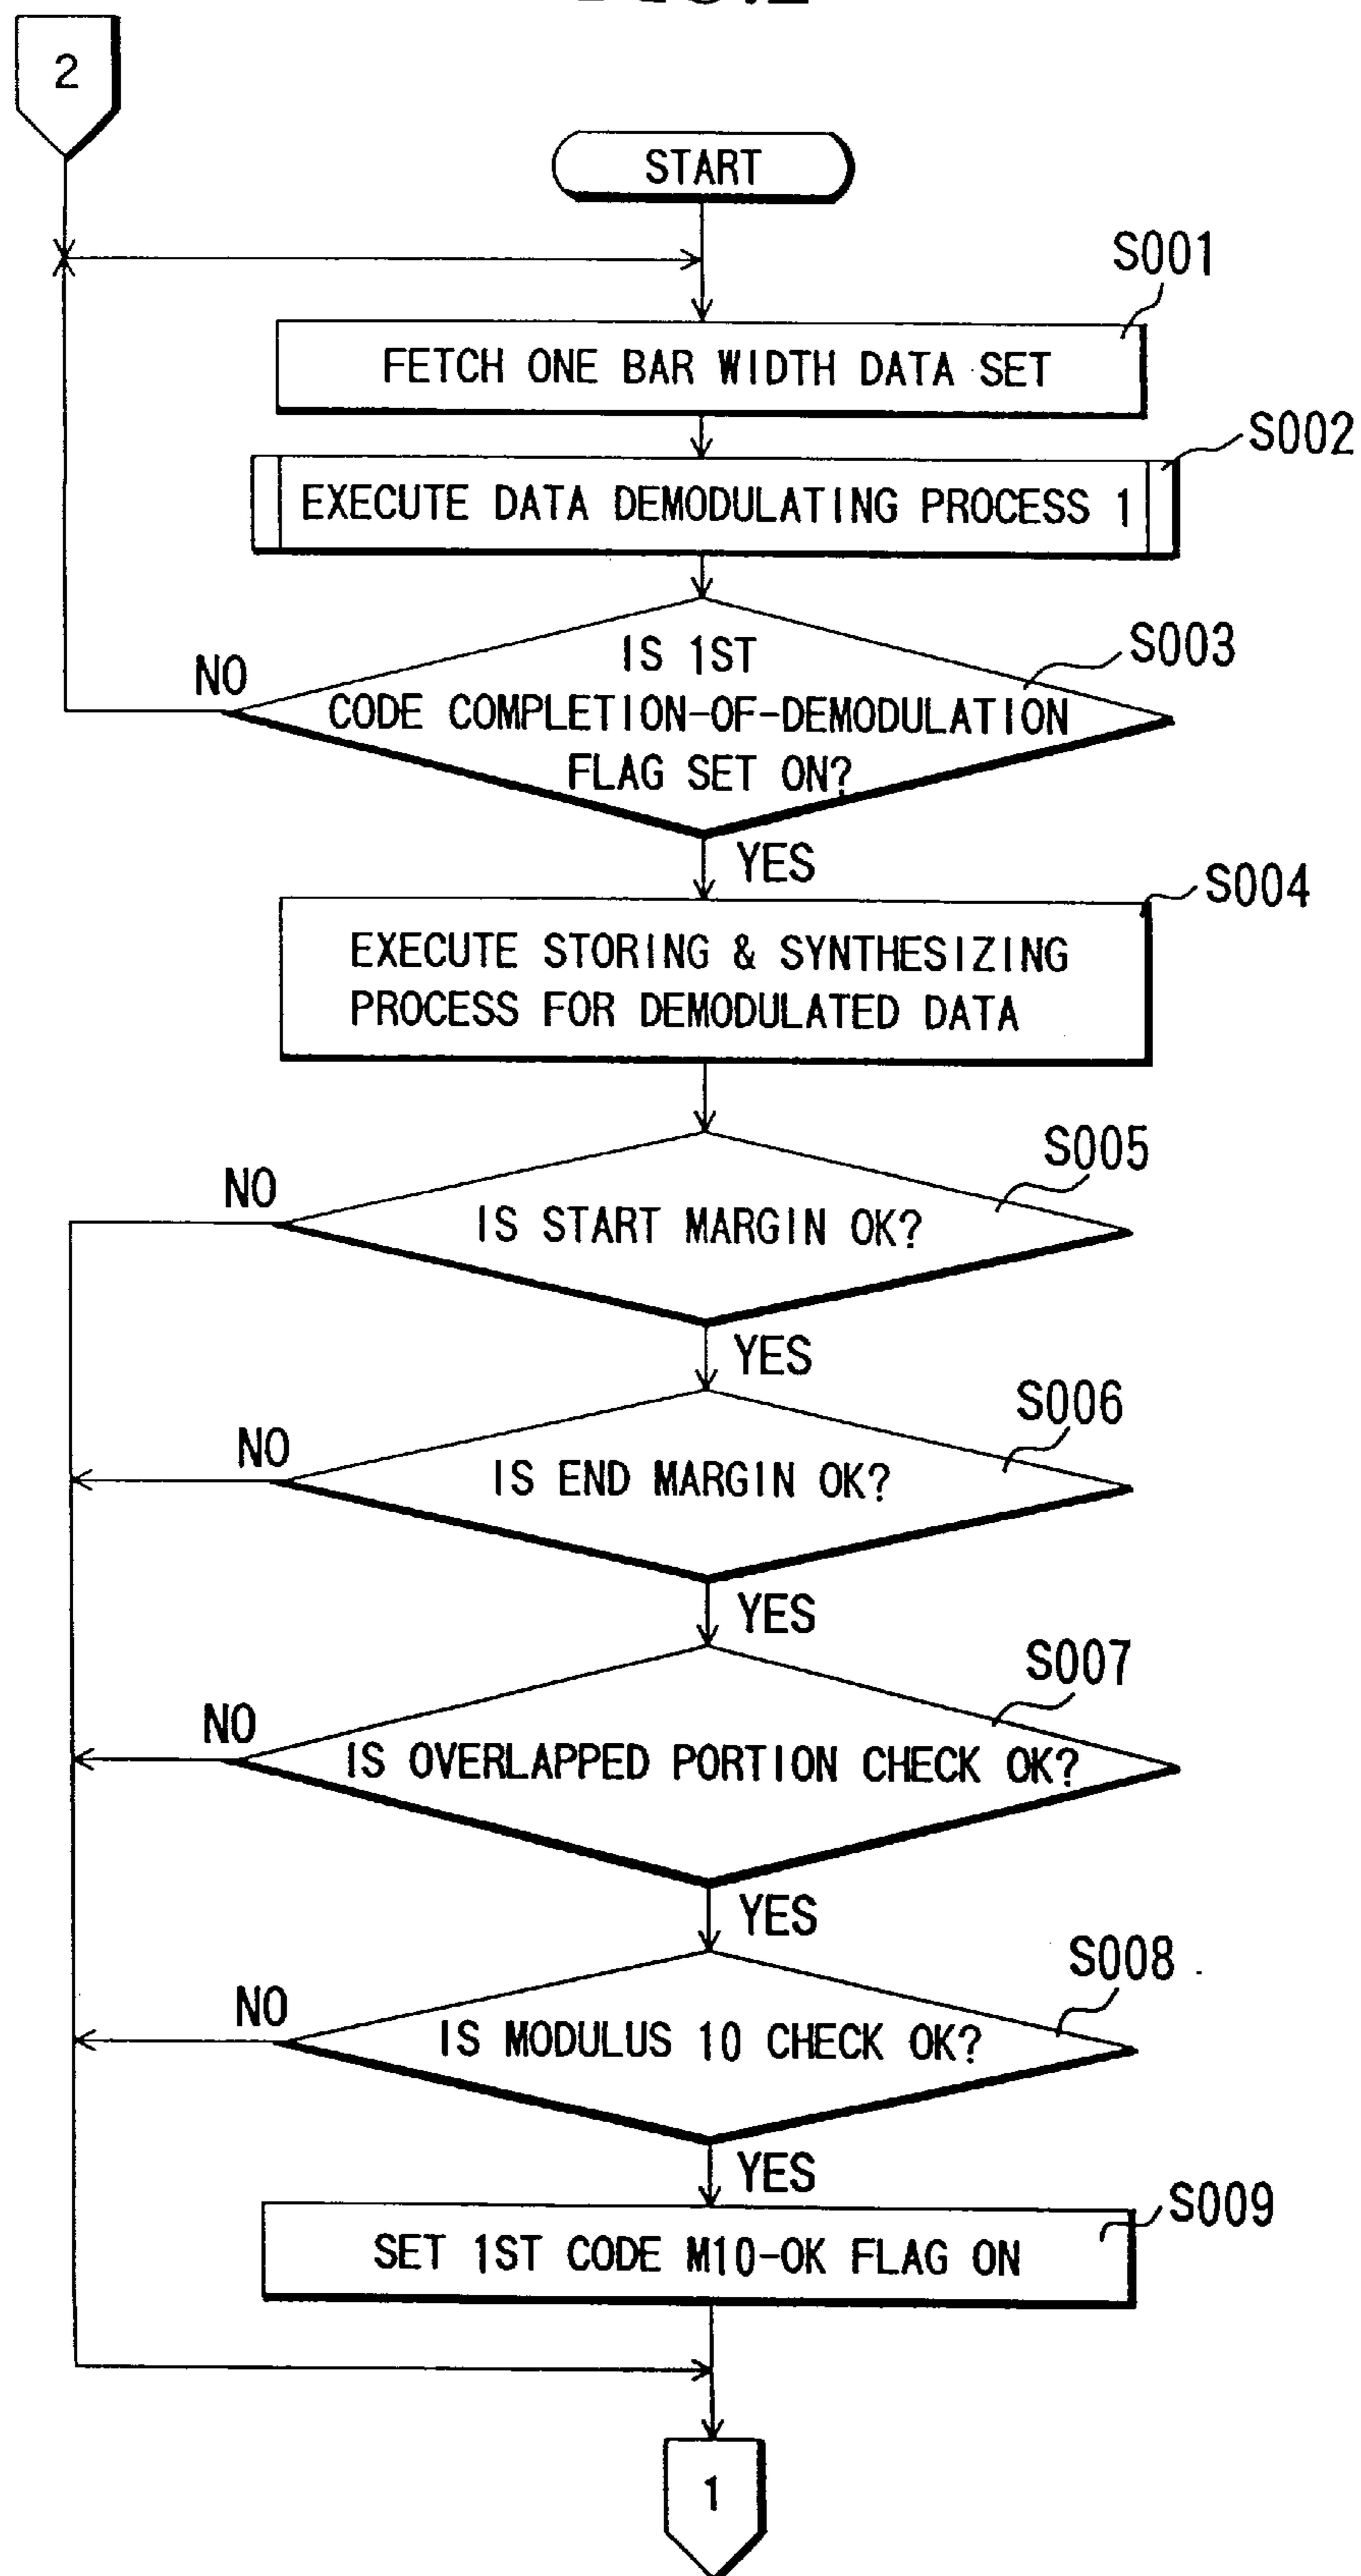 2
START
S001
FETCH ONE BAR WIDTH DATA SET
S002
EXECUTE DATA DEMODULATING PROCESS 1
S003
NO
IS 1ST
CODE COMPLETION-OF-DEMODULATION
FLAG SET ON?
YES
S004
EXECUTE STORING & SYNTHESIZING
PROCESS FOR DEMODULATED DATA
S005
NO
IS START MARGIN OK?
YES
S006
NO
IS END MARGIN OK?
YES
S007
NO
IS OVERLAPPED PORTION CHECK OK?
YES
S008
NO
IS MODULUS 10 CHECK OK?
YES
S009
SET 1ST CODE M10-OK FLAG ON
1